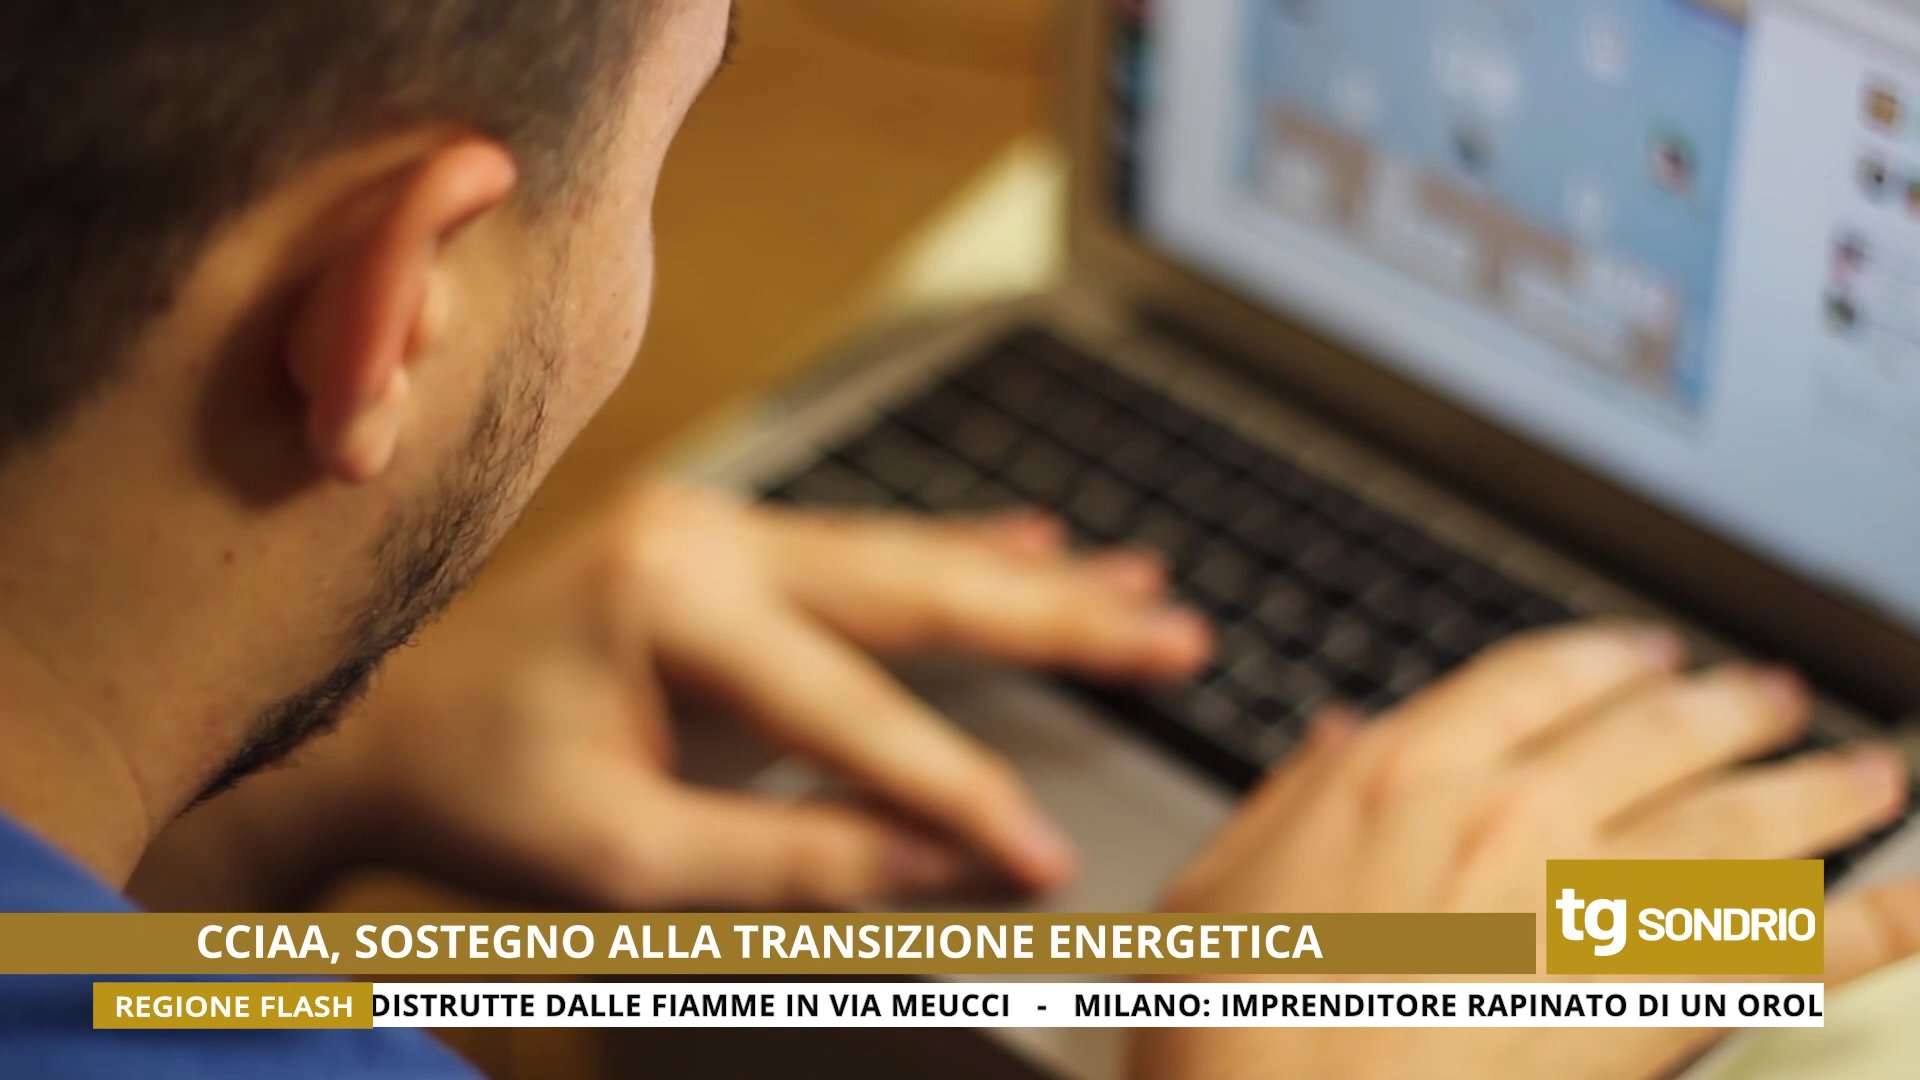 CCIAA, SOSTEGNO ALLA TRANSIZIONE ENERGETICA
tg SONDRIO
REGIONE FLASH
DISTRUTTE DALLE FIAMME IN VIA MEUCCI - MILANO: IMPRENDITORE RAPINATO DI UN OROL